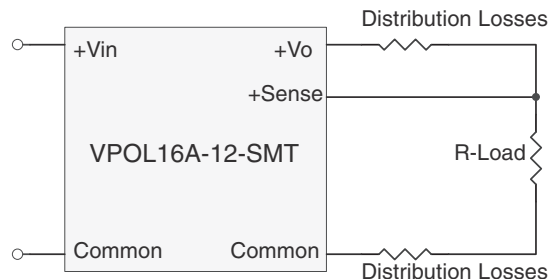 Distribution Losses
+Vin
+Vo
+Sense
VPOL16A-12-SMT
R-Load
Common
Common
Distribution Losses